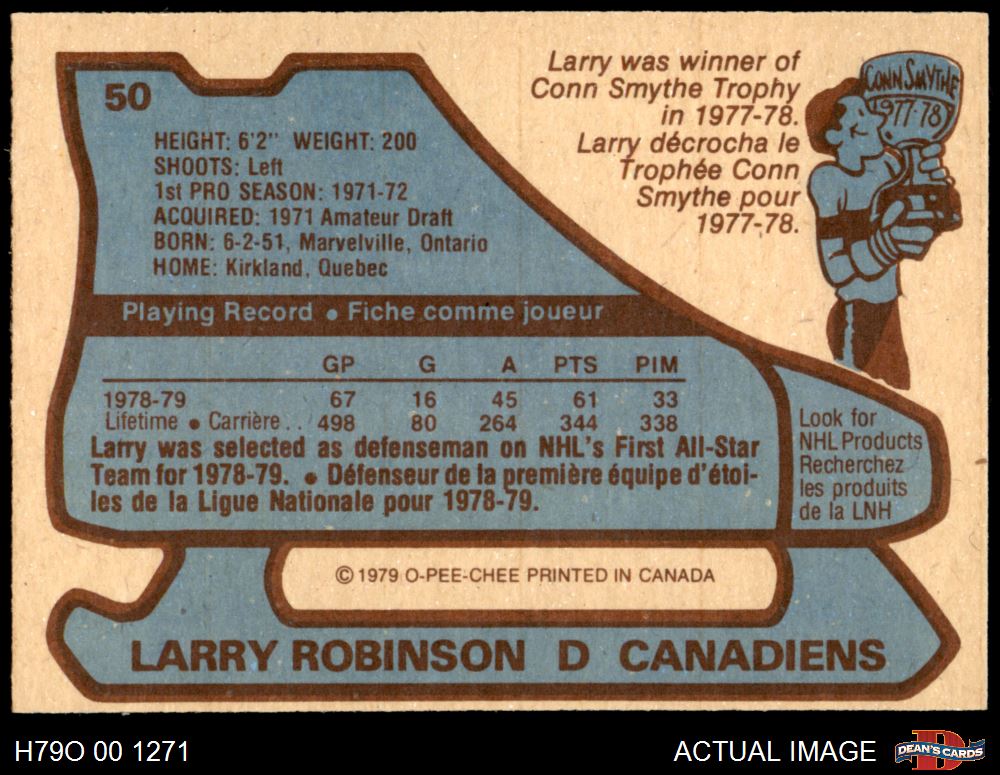 50
HEIGHT: 6'2" WEIGHT: 200
SHOOTS: Left
1st PRO SEASON: 1971-72
ACQUIRED: 1971 Amateur Draft
BORN: 6-2-51, Marvelville, Ontario
HOME: Kirkland, Quebec
Larry was winner of
Conn Smythe Trophy
in 1977-78.
Larry décrocha le
Trophée Conn
Smythe pour
1977-78.
CONN SMYTHE
1977-78
Playing Record • Fiche comme joueur
GP G A PTS PIM
1978-79 67 16 45 61 33
Lifetime • Carrière . . 498 80 264 344 338
Larry was selected as defenseman on NHL's First All-Star
Team for 1978-79. • Défenseur de la première équipe d'étoi-
les de la Ligue Nationale pour 1978-79.
Look for
NHL Products
Recherchez
les produits
de la LNH
© 1979 O-PEE-CHEE PRINTED IN CANADA
LARRY ROBINSON D CANADIENS
H79O 00 1271
ACTUAL IMAGE
D
DEAN'S CARDS